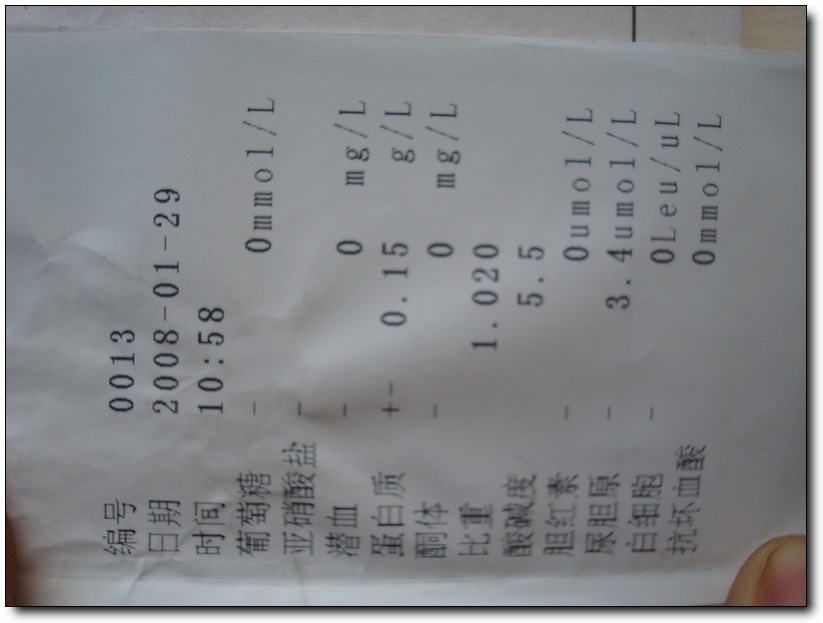 编号 0013
日期 2008-01-29
时间 10:58
葡萄糖 - 0mmol/L
亚硝酸盐 -
潜血 - 0 mg/L
蛋白质 +- 0.15 g/L
酮体 - 0 mg/L
比重 1.020
酸碱度 5.5
胆红素 - 0umol/L
尿胆原 - 3.4umol/L
白细胞 - 0Leu/uL
抗坏血酸 0mmol/L